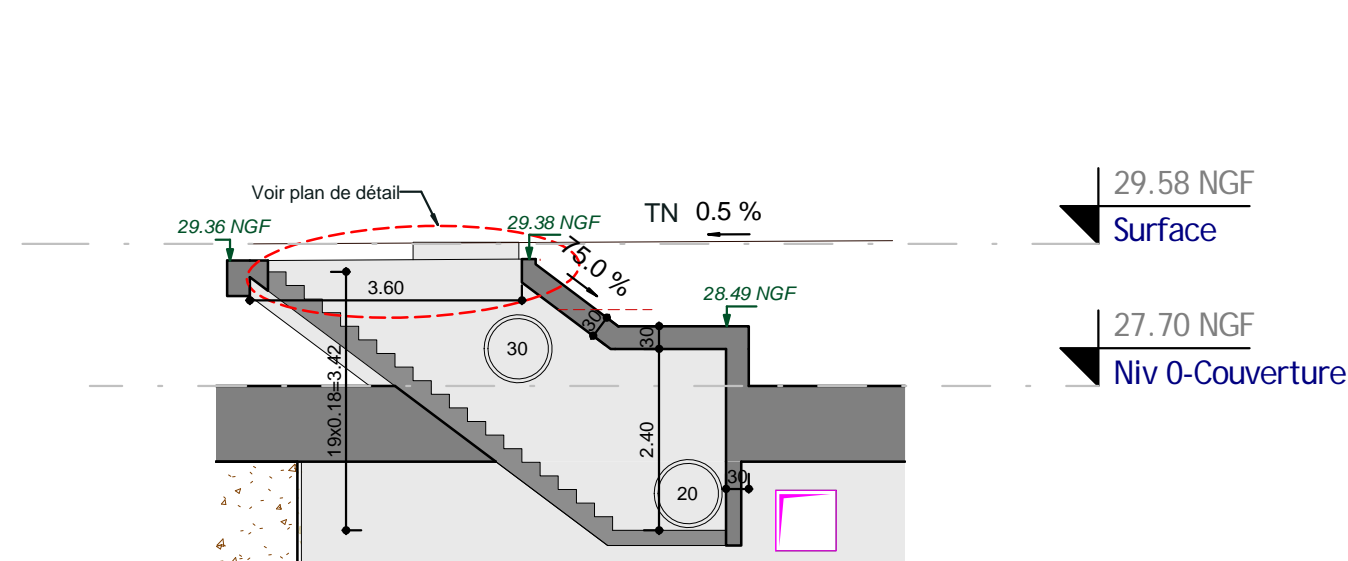 29.58 NGF
Surface
Voir plan de détail
29.36 NGF
29.38 NGF
TN 0.5 %
75.0 %
3.60
28.49 NGF
27.70 NGF
Niv 0-Couverture
30
30
30
19x0.18=3.42
2.40
30
20